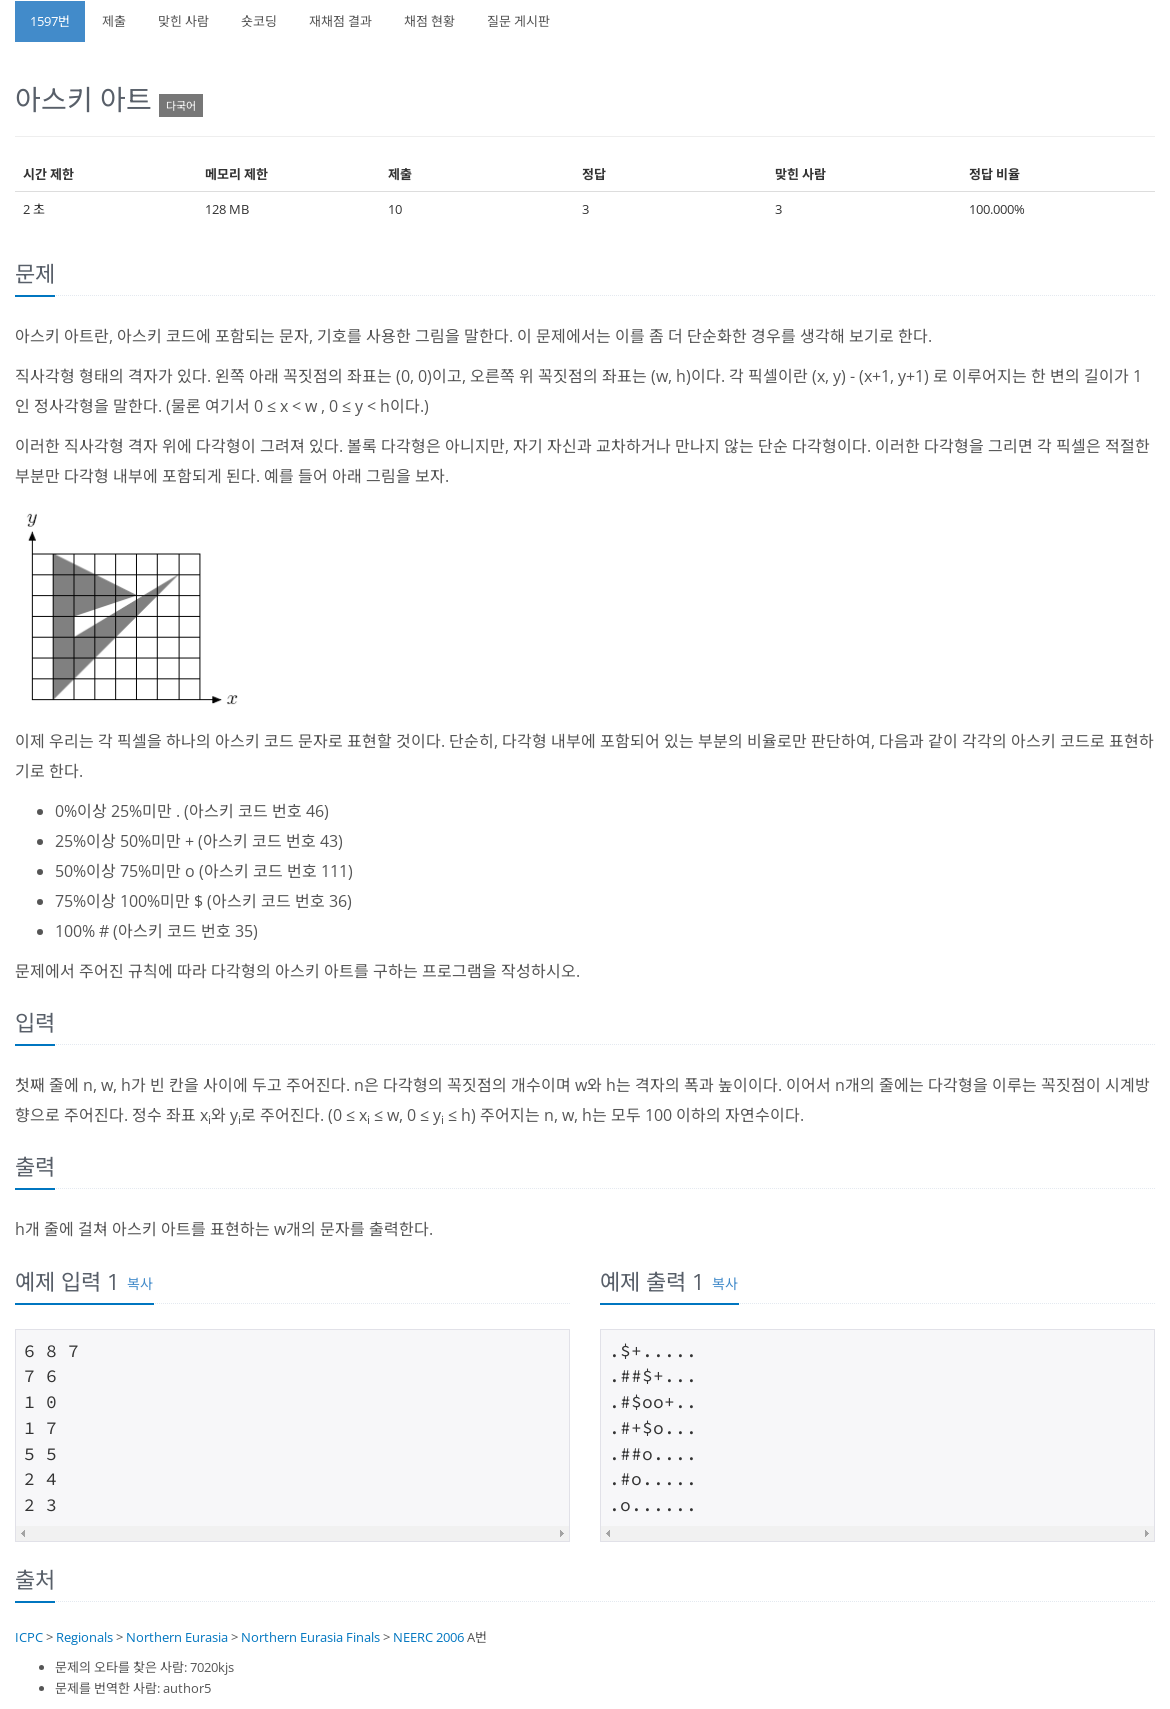 1597번 제출 맞힌 사람 숏코딩 재채점 결과 채점 현황 질문 게시판
아스키 아트 다국어
시간 제한 메모리 제한 제출 정답 맞힌 사람 정답 비율
2 초 128 MB 10 3 3 100.000%
문제
아스키 아트란, 아스키 코드에 포함되는 문자, 기호를 사용한 그림을 말한다. 이 문제에서는 이를 좀 더 단순화한 경우를 생각해 보기로 한다.
직사각형 형태의 격자가 있다. 왼쪽 아래 꼭짓점의 좌표는 (0, 0)이고, 오른쪽 위 꼭짓점의 좌표는 (w, h)이다. 각 픽셀이란 (x, y) - (x+1, y+1) 로 이루어지는 한 변의 길이가 1
인 정사각형을 말한다. (물론 여기서 0 ≤ x < w , 0 ≤ y < h이다.)
이러한 직사각형 격자 위에 다각형이 그려져 있다. 볼록 다각형은 아니지만, 자기 자신과 교차하거나 만나지 않는 단순 다각형이다. 이러한 다각형을 그리면 각 픽셀은 적절한
부분만 다각형 내부에 포함되게 된다. 예를 들어 아래 그림을 보자.
y
x
이제 우리는 각 픽셀을 하나의 아스키 코드 문자로 표현할 것이다. 단순히, 다각형 내부에 포함되어 있는 부분의 비율로만 판단하여, 다음과 같이 각각의 아스키 코드로 표현하
기로 한다.
0%이상 25%미만 . (아스키 코드 번호 46)
25%이상 50%미만 + (아스키 코드 번호 43)
50%이상 75%미만 o (아스키 코드 번호 111)
75%이상 100%미만 $ (아스키 코드 번호 36)
100% # (아스키 코드 번호 35)
문제에서 주어진 규칙에 따라 다각형의 아스키 아트를 구하는 프로그램을 작성하시오.
입력
첫째 줄에 n, w, h가 빈 칸을 사이에 두고 주어진다. n은 다각형의 꼭짓점의 개수이며 w와 h는 격자의 폭과 높이이다. 이어서 n개의 줄에는 다각형을 이루는 꼭짓점이 시계방
향으로 주어진다. 정수 좌표 xi와 yi로 주어진다. (0 ≤ xi ≤ w, 0 ≤ yi ≤ h) 주어지는 n, w, h는 모두 100 이하의 자연수이다.
출력
h개 줄에 걸쳐 아스키 아트를 표현하는 w개의 문자를 출력한다.
예제 입력 1 복사
6 8 7
7 6
1 0
1 7
5 5
2 4
2 3
예제 출력 1 복사
.$+.....
.##$+...
.#$oo+..
.#+$o...
.##o....
.#o.....
.o......
출처
ICPC > Regionals > Northern Eurasia > Northern Eurasia Finals > NEERC 2006 A번
문제의 오타를 찾은 사람: 7020kjs
문제를 번역한 사람: author5